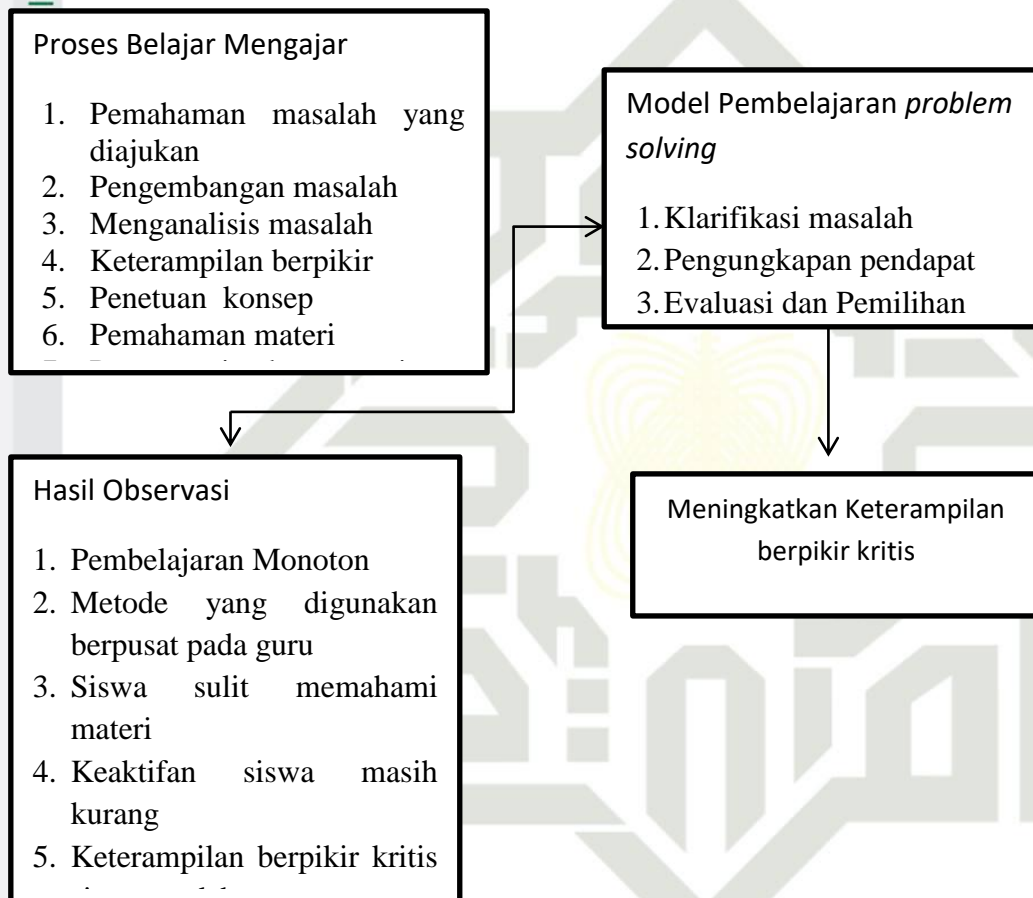 Proses Belajar Mengajar
1. Pemahaman masalah yang
diajukan
2. Pengembangan masalah
3. Menganalisis masalah
4. Keterampilan berpikir
5. Penetuan konsep
6. Pemahaman materi
Model Pembelajaran problem
solving
1. Klarifikasi masalah
2. Pengungkapan pendapat
3. Evaluasi dan Pemilihan
Hasil Observasi
1. Pembelajaran Monoton
2. Metode yang digunakan
berpusat pada guru
3. Siswa sulit memahami
materi
4. Keaktifan siswa masih
kurang
5. Keterampilan berpikir kritis
Meningkatkan Keterampilan
berpikir kritis